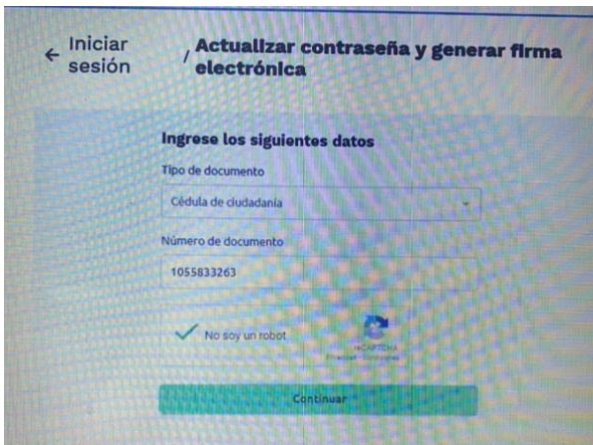 ← Iniciar sesión / Actualizar contraseña y generar firma electrónica
Ingrese los siguientes datos
Tipo de documento
Cédula de ciudadanía
Número de documento
1055833263
No soy un robot
reCAPTCHA
Continuar